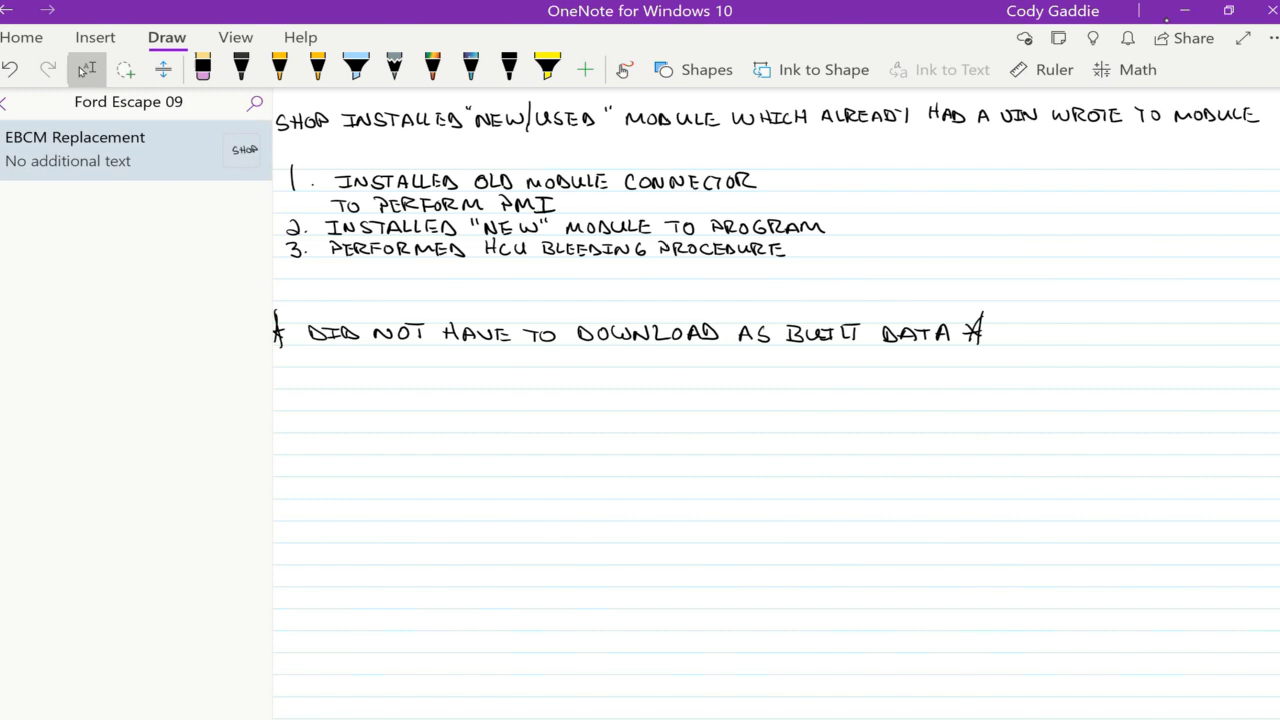 OneNote for Windows 10
Cody Gaddie
Home Insert Draw View Help
Share
Shapes
Ink to Shape
Ink to Text
Ruler
Math
Ford Escape 09
EBCM Replacement
No additional text
SHOP
SHOP INSTALLED "NEW/USED" MODULE WHICH ALREADY HAD A VIN WROTE TO MODULE
1. INSTALLED OLD MODULE CONNECTOR
TO PERFORM PMI
2. INSTALLED "NEW" MODULE TO PROGRAM
3. PERFORMED HCU BLEEDING PROCEDURE
* DID NOT HAVE TO DOWNLOAD AS BUILT DATA *